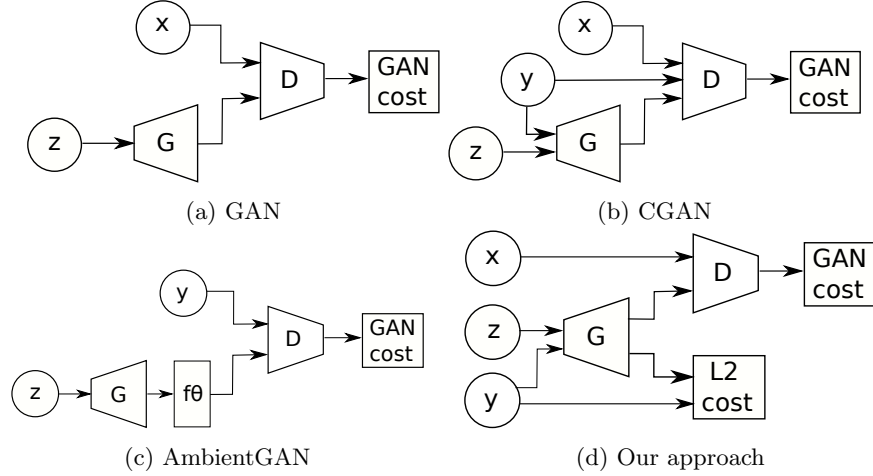 x
D
GAN
cost
z
G
(a) GAN
x
y
D
GAN
cost
z
G
(b) CGAN
y
D
GAN
cost
z
G
fθ
(c) AmbientGAN
x
D
GAN
cost
z
G
y
L2
cost
(d) Our approach